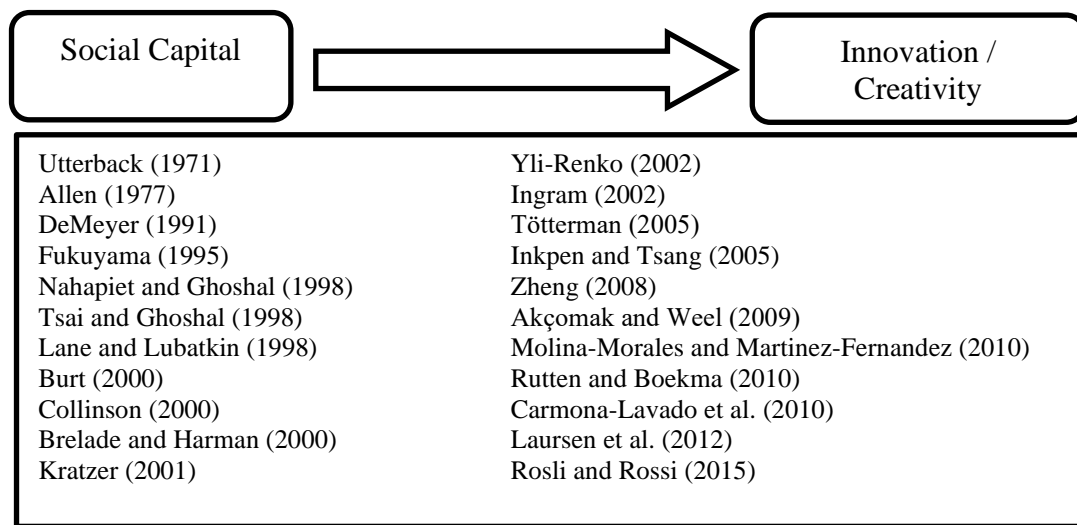 Social Capital
Innovation /
Creativity
Utterback (1971)
Allen (1977)
DeMeyer (1991)
Fukuyama (1995)
Nahapiet and Ghoshal (1998)
Tsai and Ghoshal (1998)
Lane and Lubatkin (1998)
Burt (2000)
Collinson (2000)
Brelade and Harman (2000)
Kratzer (2001)
Yli-Renko (2002)
Ingram (2002)
Tötterman (2005)
Inkpen and Tsang (2005)
Zheng (2008)
Akçomak and Weel (2009)
Molina-Morales and Martinez-Fernandez (2010)
Rutten and Boekma (2010)
Carmona-Lavado et al. (2010)
Laursen et al. (2012)
Rosli and Rossi (2015)